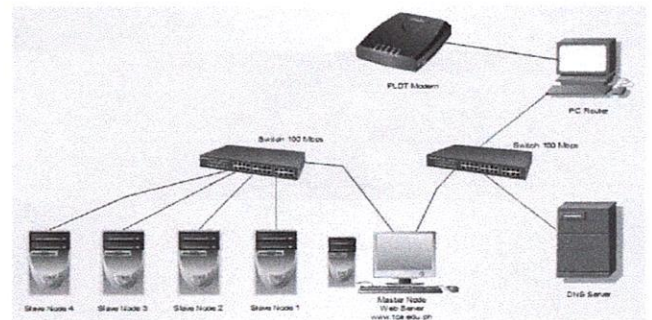 PLDT Modem
PC Router
Switch 100 Mbps
Switch 100 Mbps
Slave Node 4
Slave Node 3
Slave Node 2
Slave Node 1
Master Node
Web Server
DNS Server